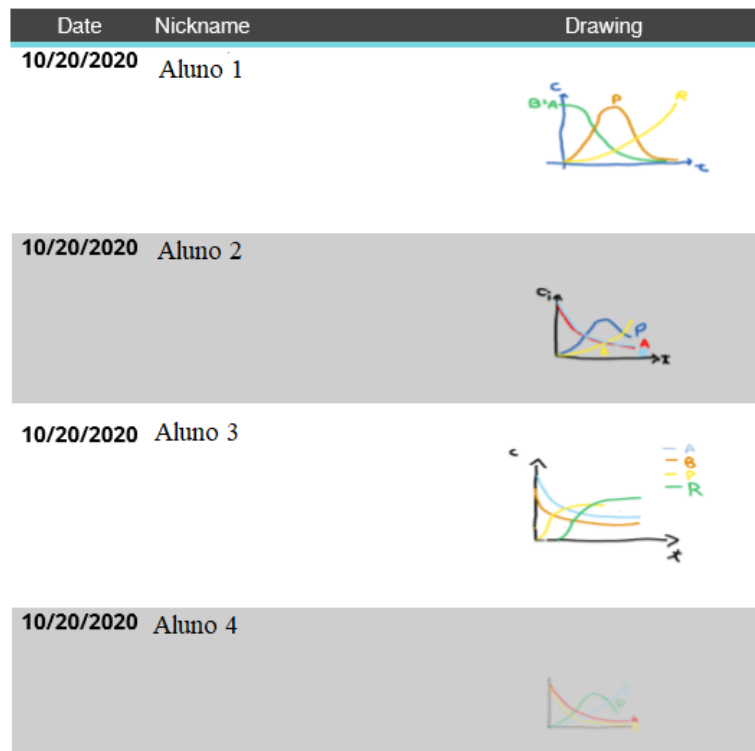 Date Nickname Drawing
10/20/2020 Aluno 1
C
B'A P R
t
10/20/2020 Aluno 2
Ci
P
A
t
10/20/2020 Aluno 3
c
A
B
P
R
t
10/20/2020 Aluno 4
P